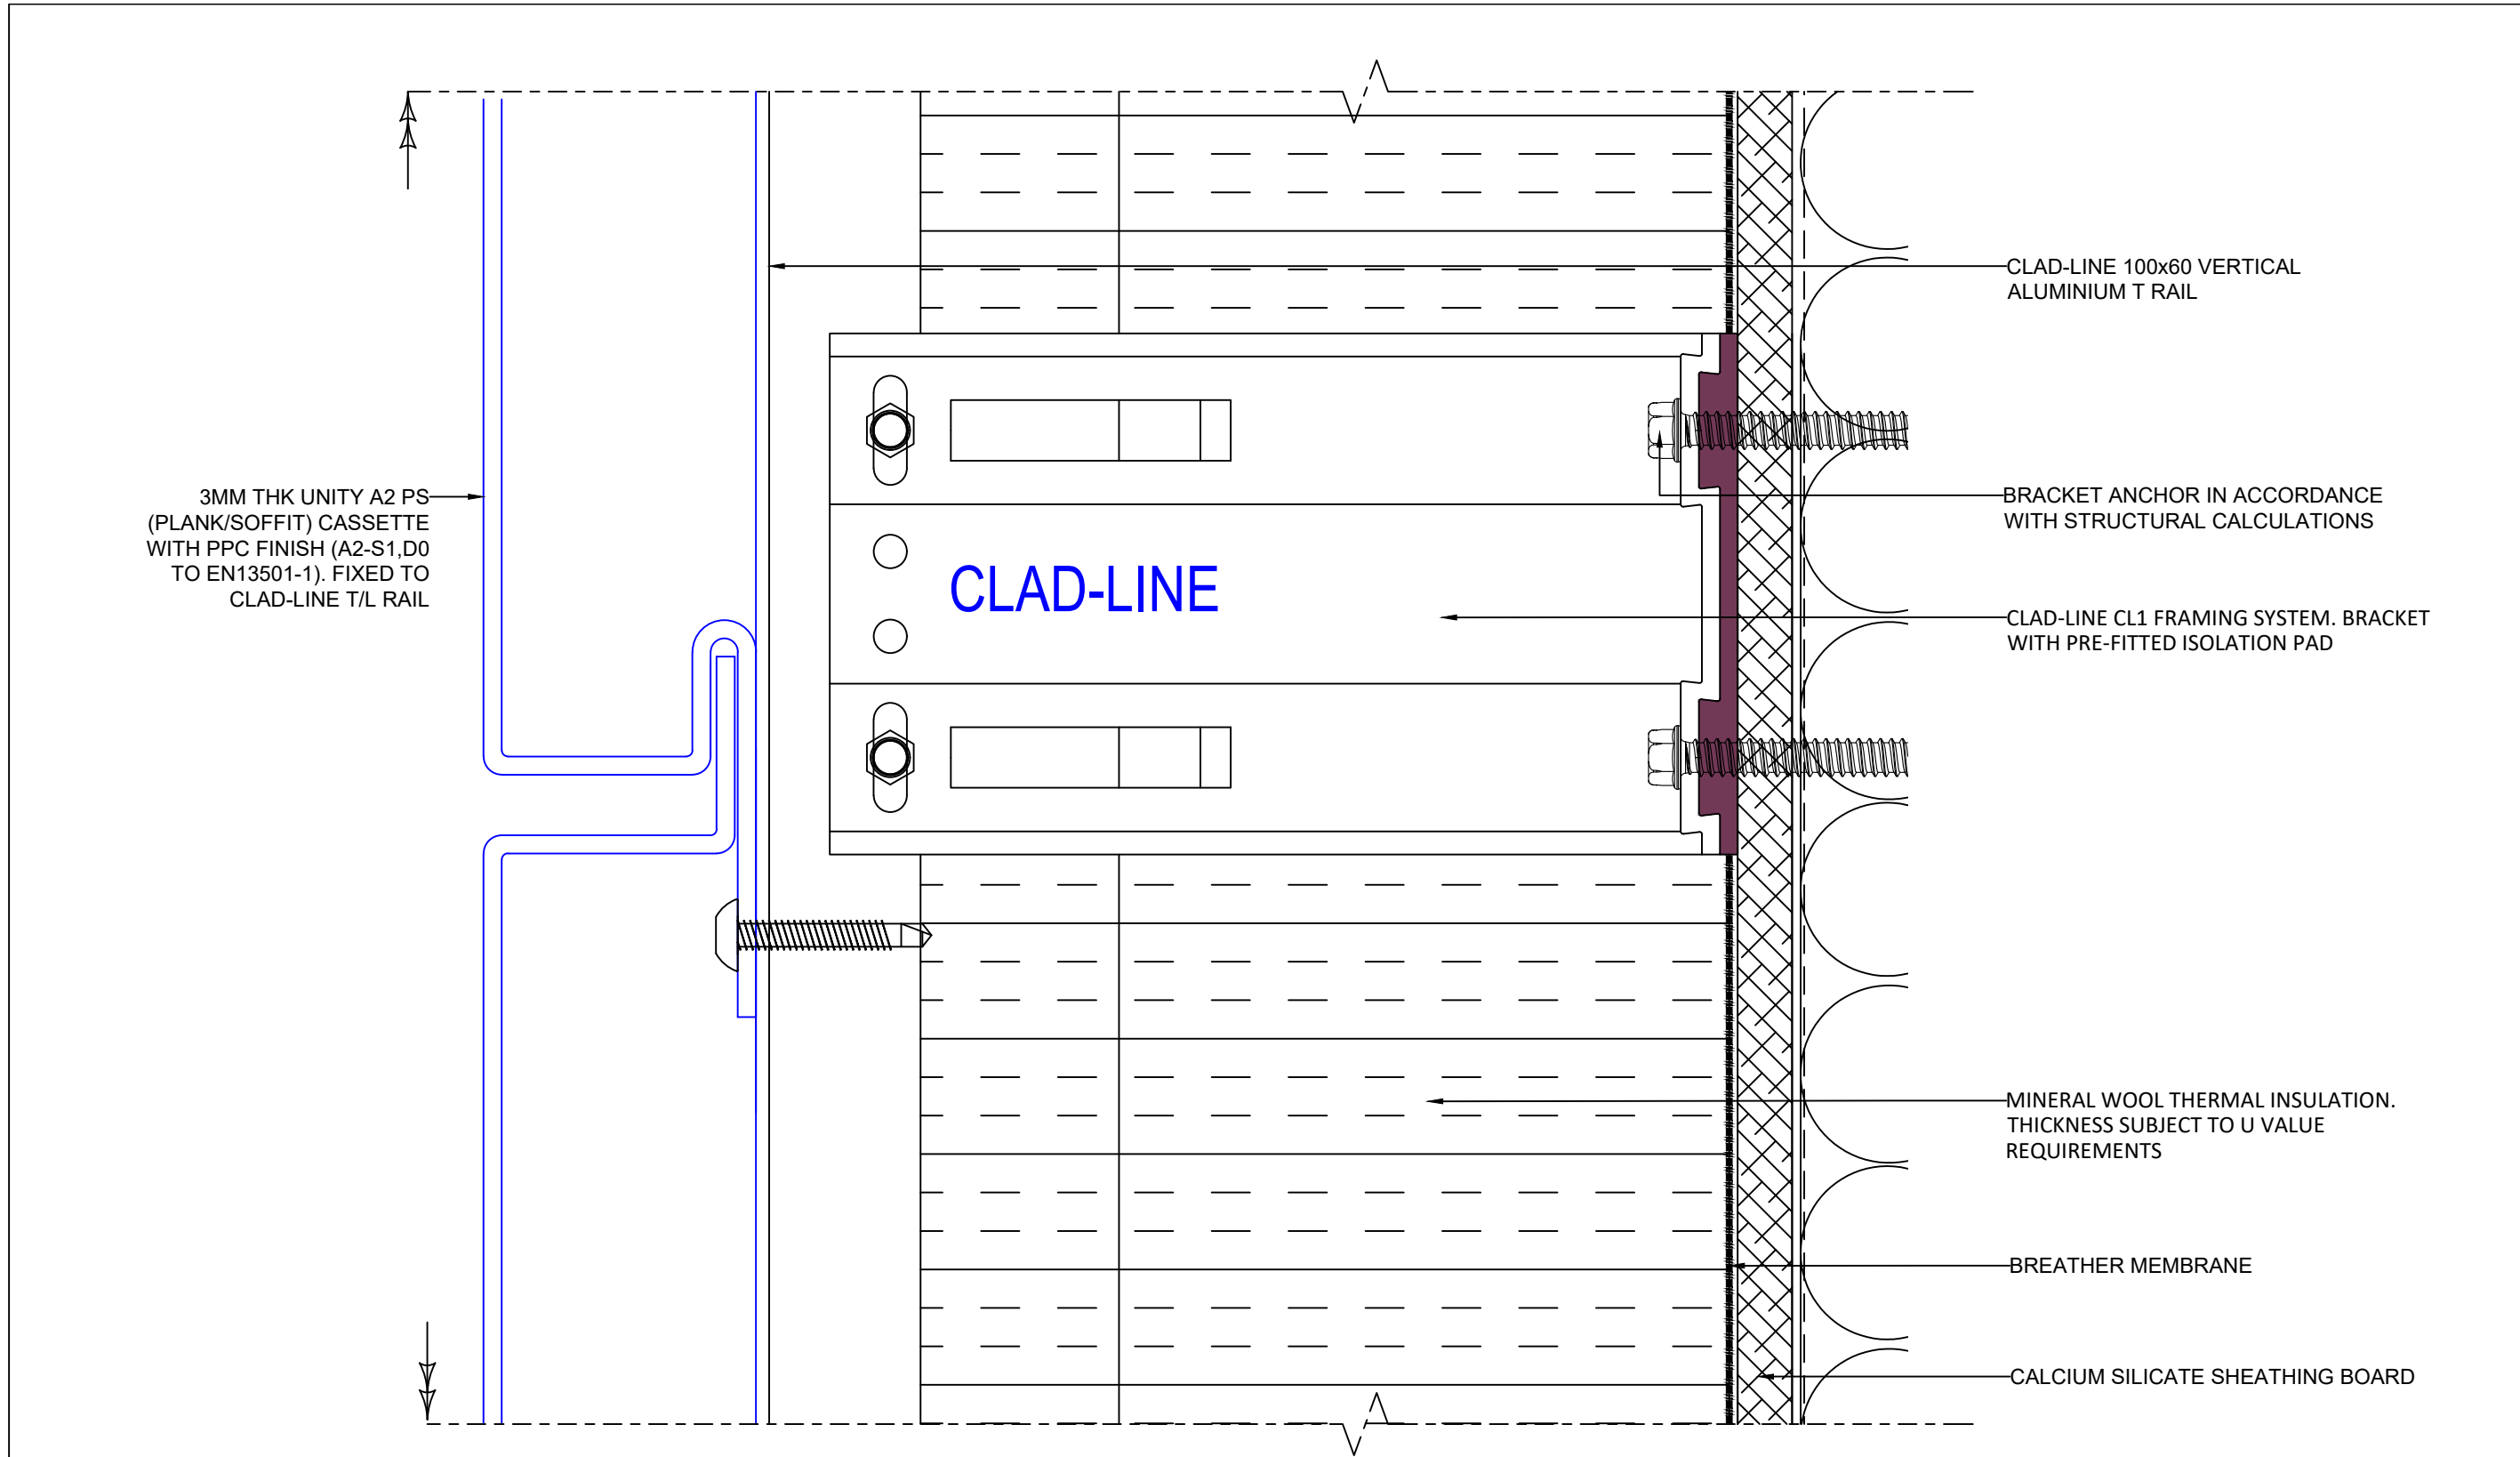 3MM THK UNITY A2 PS
(PLANK/SOFFIT) CASSETTE
WITH PPC FINISH (A2-S1,D0
TO EN13501-1). FIXED TO
CLAD-LINE T/L RAIL
CLAD-LINE
CLAD-LINE 100x60 VERTICAL
ALUMINIUM T RAIL
BRACKET ANCHOR IN ACCORDANCE
WITH STRUCTURAL CALCULATIONS
CLAD-LINE CL1 FRAMING SYSTEM. BRACKET
WITH PRE-FITTED ISOLATION PAD
MINERAL WOOL THERMAL INSULATION.
THICKNESS SUBJECT TO U VALUE
REQUIREMENTS
BREATHER MEMBRANE
CALCIUM SILICATE SHEATHING BOARD